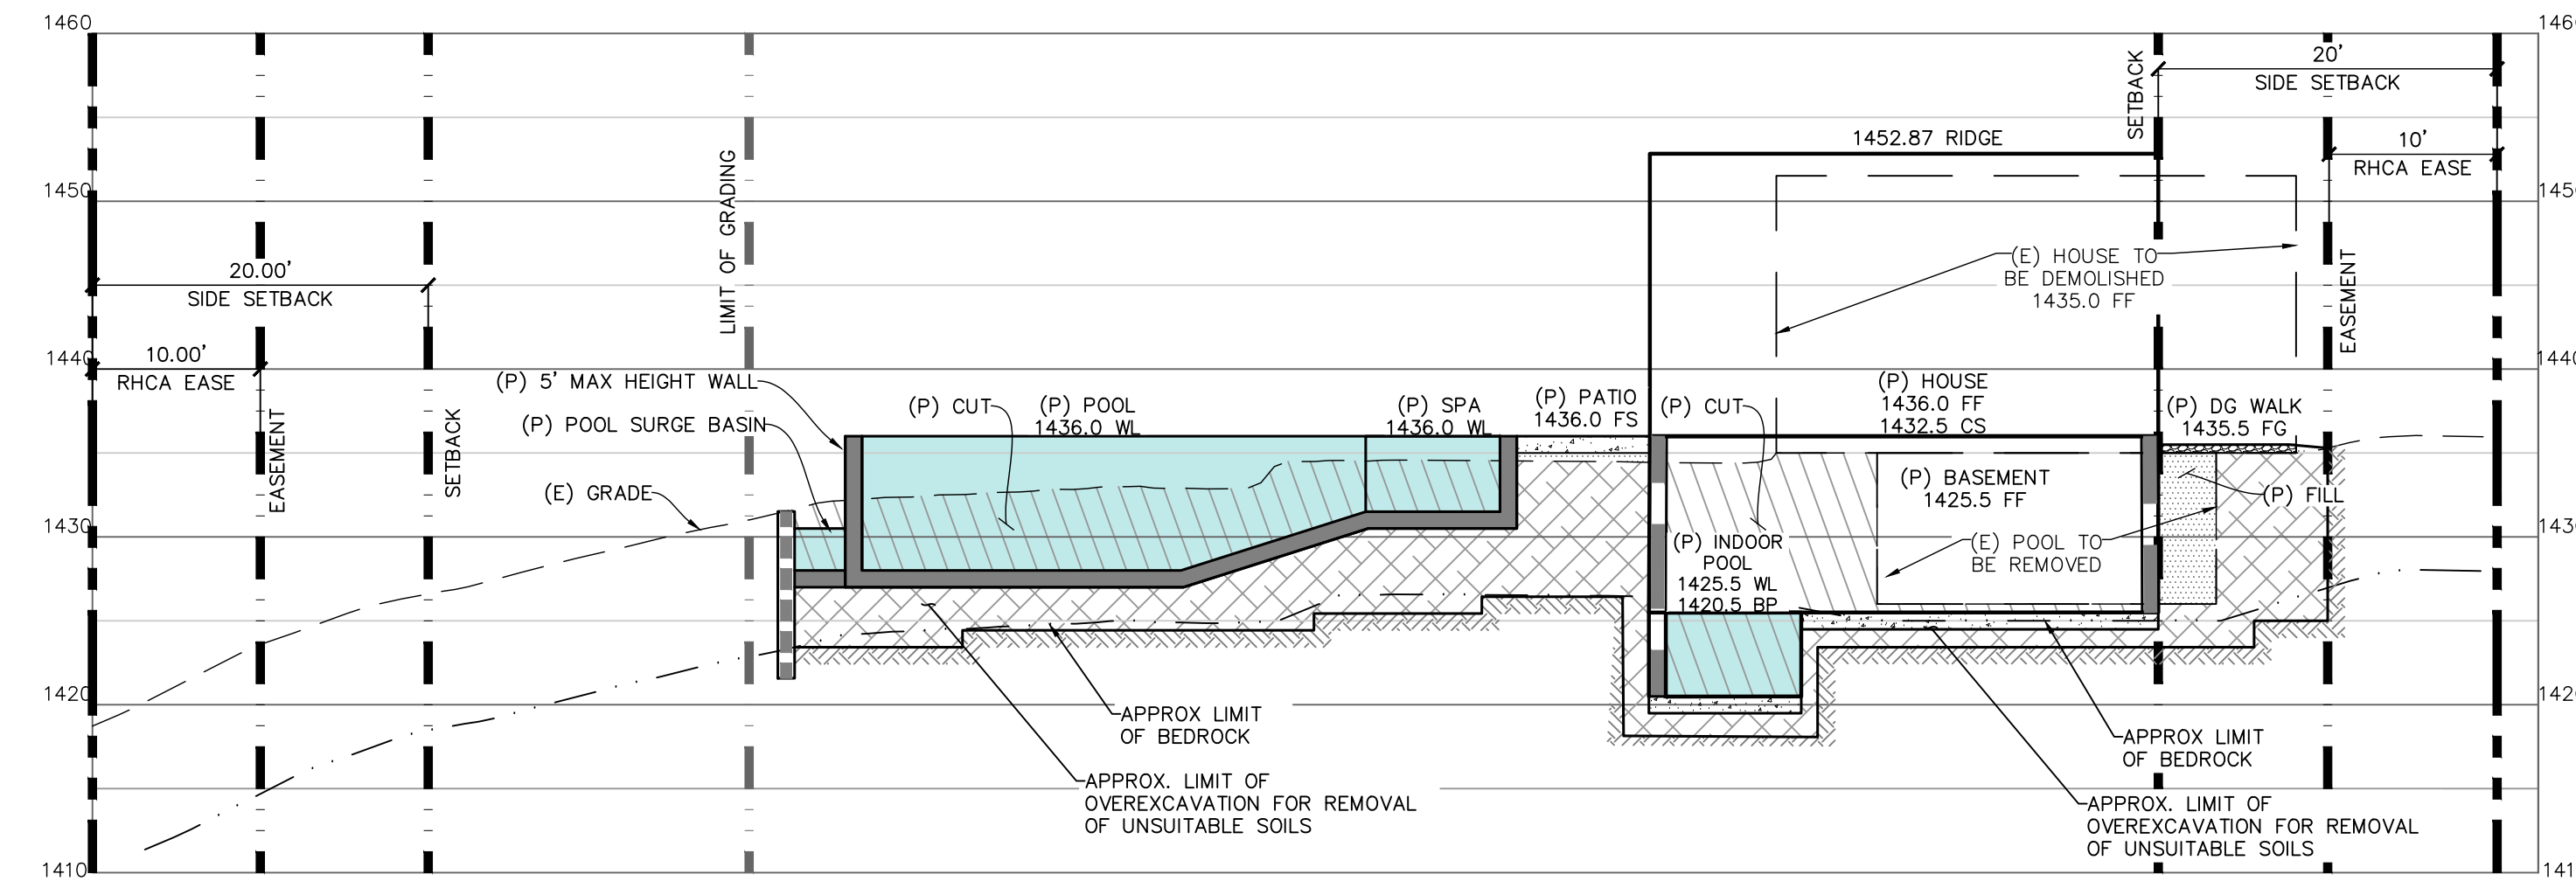 1460
1450
1440
1430
1420
1410
20.00'
SIDE SETBACK
10.00'
RHCA EASE
EASEMENT
SETBACK
LIMIT OF GRADING
(P) 5' MAX HEIGHT WALL
(P) POOL SURGE BASIN
(E) GRADE
(P) CUT
(P) POOL
1436.0 WL
(P) SPA
1436.0 WL
(P) PATIO
1436.0 FS
(P) CUT
1452.87 RIDGE
(P) HOUSE
1436.0 FF
1432.5 CS
(E) HOUSE TO
BE DEMOLISHED
1435.0 FF
(P) DG WALK
1435.5 FG
(P) BASEMENT
1425.5 FF
(P) FILL
(P) INDOOR
POOL
1425.5 WL
1420.5 BP
(E) POOL TO
BE REMOVED
APPROX LIMIT
OF BEDROCK
APPROX. LIMIT OF
OVEREXCAVATION FOR REMOVAL
OF UNSUITABLE SOILS
APPROX LIMIT
OF BEDROCK
APPROX. LIMIT OF
OVEREXCAVATION FOR REMOVAL
OF UNSUITABLE SOILS
SETBACK
20'
SIDE SETBACK
10'
RHCA EASE
EASEMENT